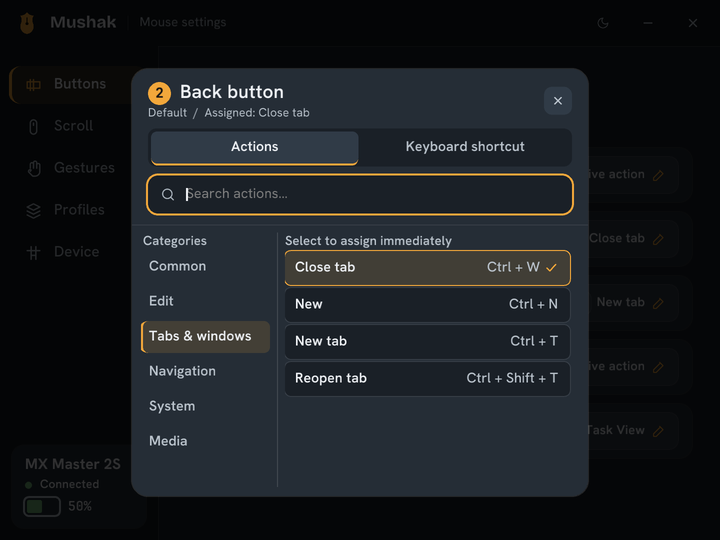 Mushak
Mouse settings
Buttons
Scroll
Gestures
Profiles
Device
MX Master 2S
Connected
50%
2 Back button
Default / Assigned: Close tab
Actions
Keyboard shortcut
Search actions...
Categories
Common
Edit
Tabs & windows
Navigation
System
Media
Select to assign immediately
Close tab Ctrl + W
New Ctrl + N
New tab Ctrl + T
Reopen tab Ctrl + Shift + T
action
Close tab
New tab
action
Task View